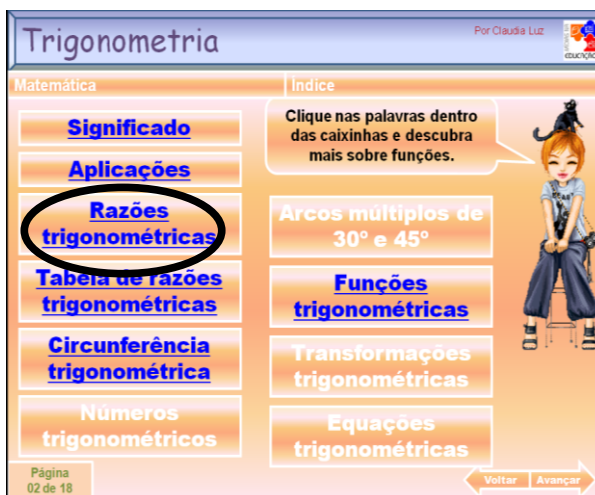 Trigonometria
Por Claudia Luz
EDUCAÇÃO
Matemática
Índice
Significado
Aplicações
Razões
trigonométricas
Tabela de razões
trigonométricas
Circunferência
trigonométrica
Números
trigonométricos
Clique nas palavras dentro
das caixinhas e descubra
mais sobre funções.
Arcos múltiplos de
30º e 45º
Funções
trigonométricas
Transformações
trigonométricas
Equações
trigonométricas
Página
02 de 18
Voltar
Avançar